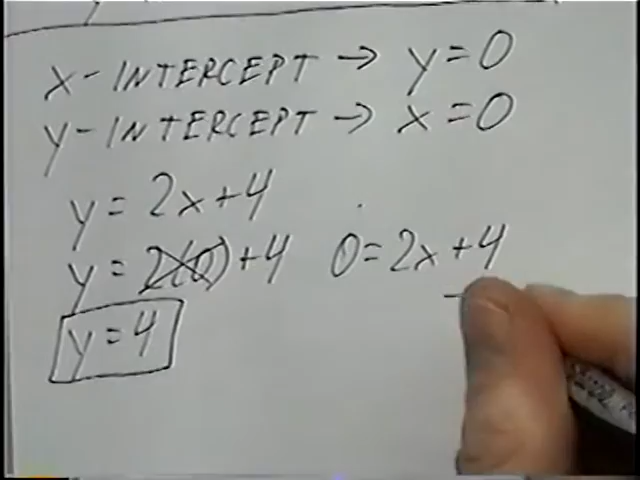 x-INTERCEPT → y=0
y-INTERCEPT → x=0
y=2x+4
y=2(0)+4 0=2x+4
y=4